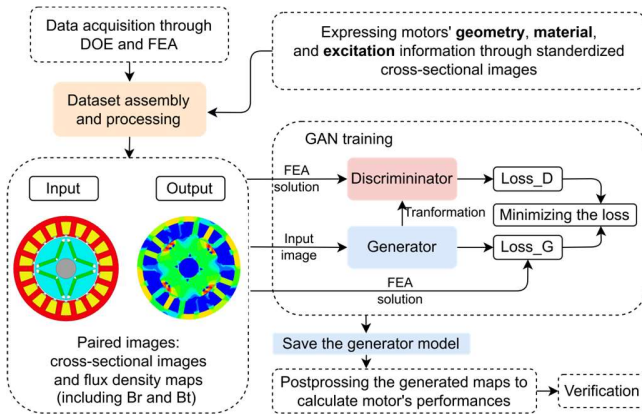 Data acquisition through
DOE and FEA
Expressing motors' geometry, material,
and excitation information through standerdized
cross-sectional images
Dataset assembly
and processing
GAN training
Input
Output
FEA
solution
Discrimininator
Loss_D
Tranformation
Minimizing the loss
Input
image
Generator
Loss_G
FEA
solution
Paired images:
cross-sectional images
and flux density maps
(including Br and Bt)
Save the generator model
Postprossing the generated maps to
calculate motor's performances
Verification